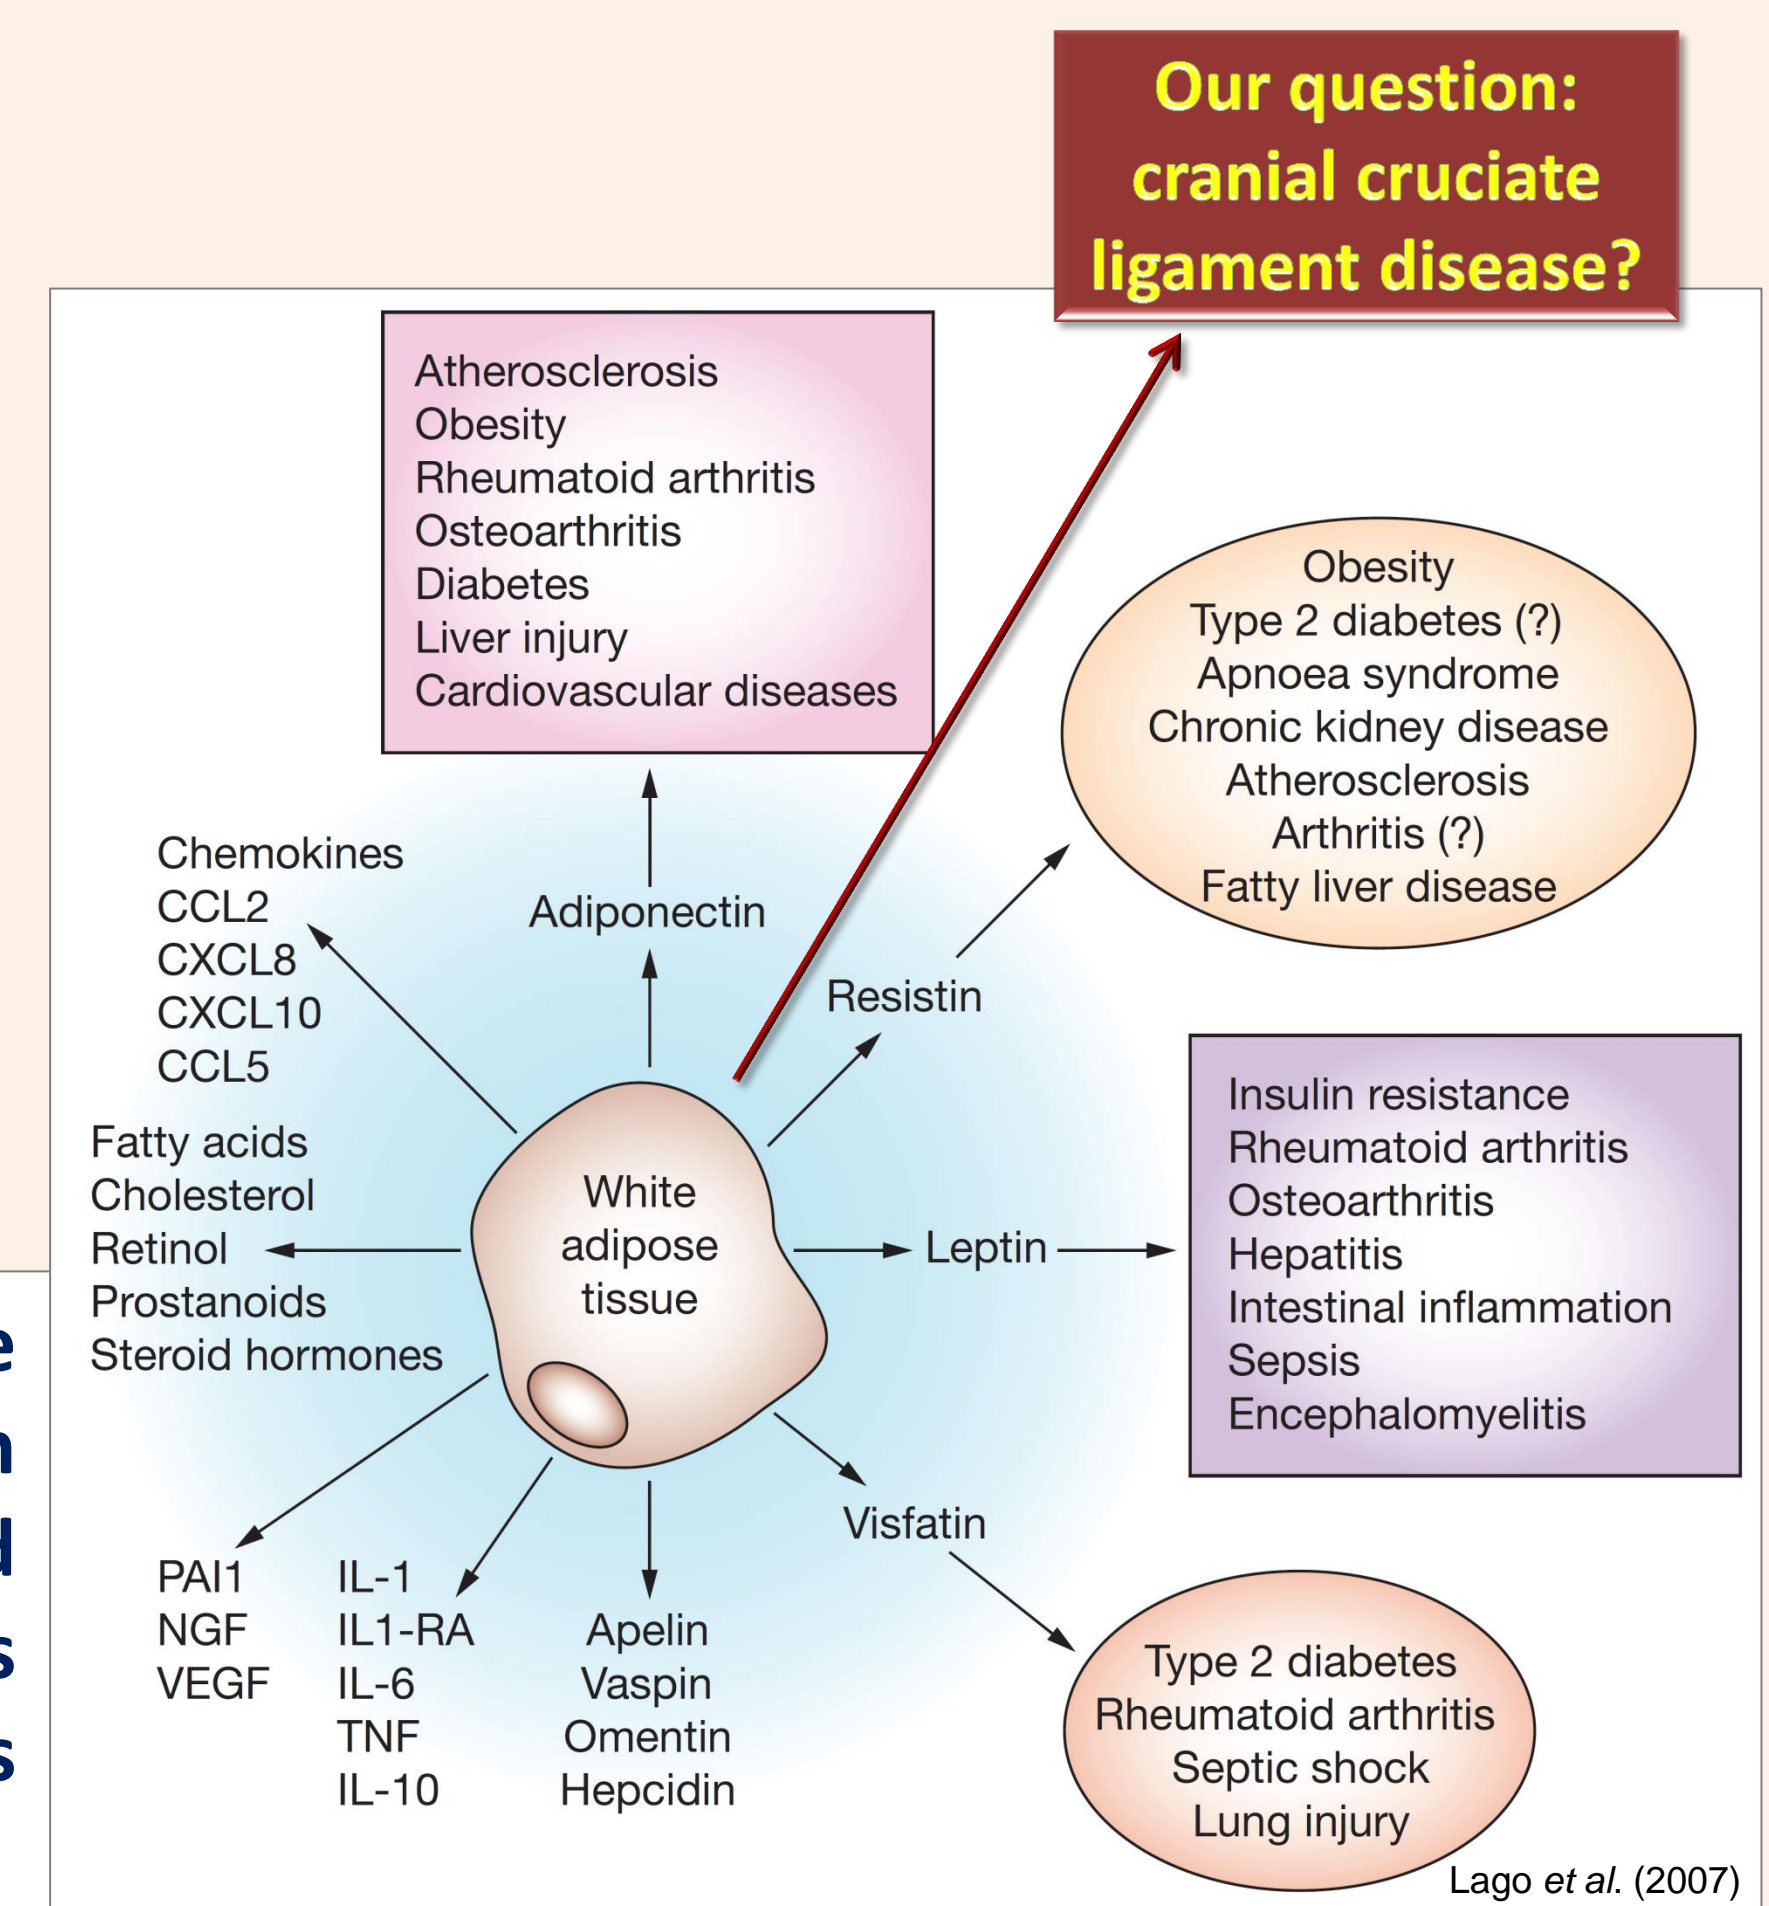 Our question:
cranial cruciate
ligament disease?
Atherosclerosis
Obesity
Rheumatoid arthritis
Osteoarthritis
Diabetes
Liver injury
Cardiovascular diseases
Obesity
Type 2 diabetes (?)
Apnoea syndrome
Chronic kidney disease
Atherosclerosis
Arthritis (?)
Fatty liver disease
Chemokines
CCL2
CXCL8
CXCL10
CCL5
Adiponectin
Resistin
Fatty acids
Cholesterol
Retinol
Prostanoids
Steroid hormones
White
adipose
tissue
Leptin
Insulin resistance
Rheumatoid arthritis
Osteoarthritis
Hepatitis
Intestinal inflammation
Sepsis
Encephalomyelitis
Visfatin
PAI1
NGF
VEGF
IL-1
IL1-RA
IL-6
TNF
IL-10
Apelin
Vaspin
Omentin
Hepcidin
Type 2 diabetes
Rheumatoid arthritis
Septic shock
Lung injury
Lago et al. (2007)